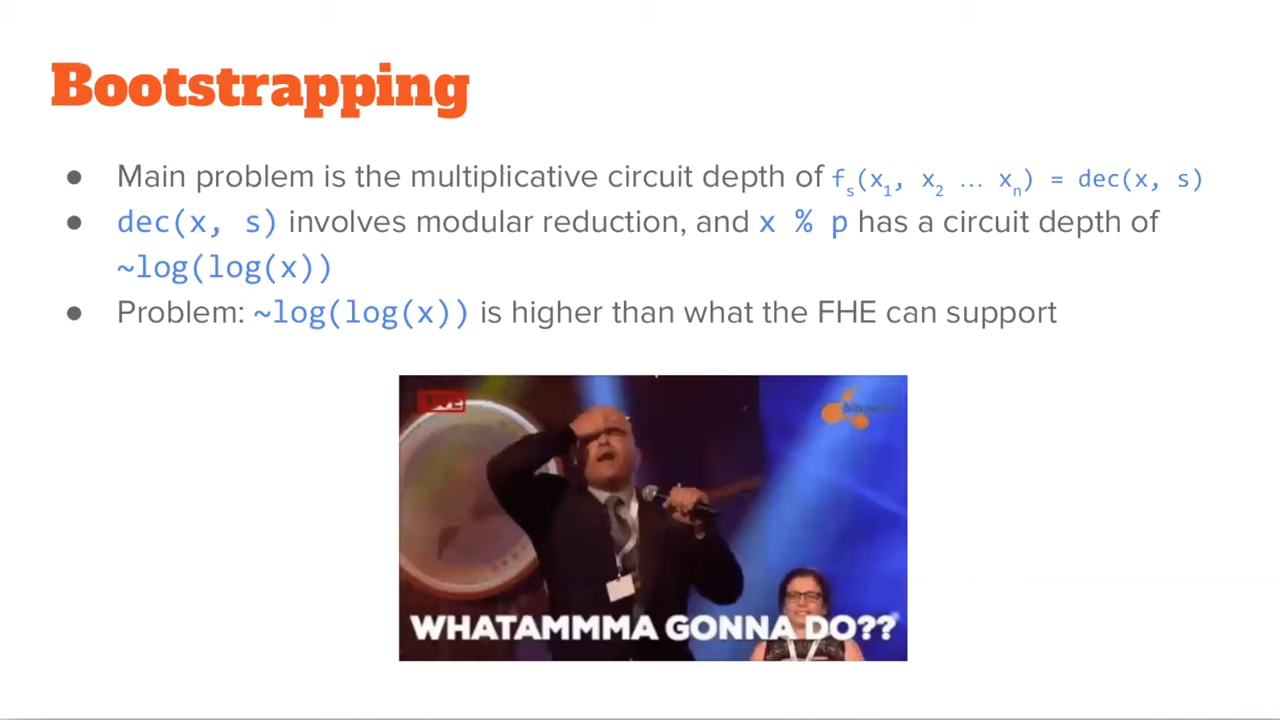 Bootstrapping
● Main problem is the multiplicative circuit depth of fₛ(x₁, x₂ … xₙ) = dec(x, s)
● dec(x, s) involves modular reduction, and x % p has a circuit depth of
~log(log(x))
● Problem: ~log(log(x)) is higher than what the FHE can support
LIVE
WHATAMMMA GONNA DO??